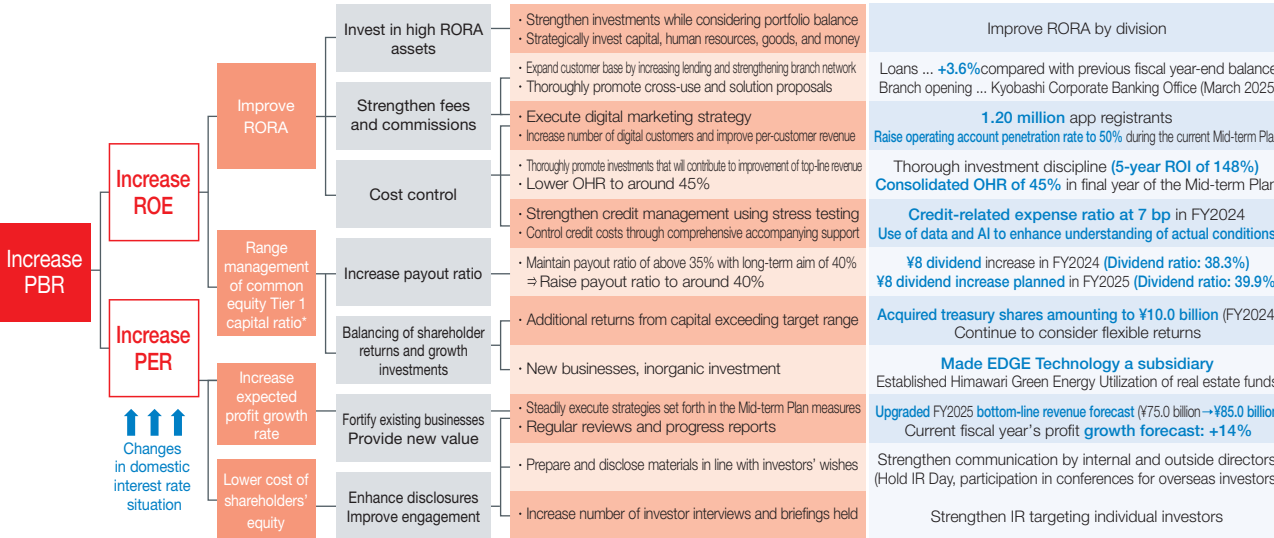 Increase
PBR
Increase
ROE
Increase
PER
Changes
in domestic
interest rate
situation
Improve
RORA
Range
management
of common
equity Tier 1
capital ratio*
Increase
expected
profit growth
rate
Lower cost of
shareholders'
equity
Invest in high RORA
assets
Strengthen fees
and commissions
Cost control
Increase payout ratio
Balancing of shareholder
returns and growth
investments
Fortify existing businesses
Provide new value
Enhance disclosures
Improve engagement
・Strengthen investments while considering portfolio balance
・Strategically invest capital, human resources, goods, and money
・Expand customer base by increasing lending and strengthening branch network
・Thoroughly promote cross-use and solution proposals
・Execute digital marketing strategy
・Increase number of digital customers and improve per-customer revenue
・Thoroughly promote investments that will contribute to improvement of top-line revenue
・Lower OHR to around 45%
・Strengthen credit management using stress testing
・Control credit costs through comprehensive accompanying support
・Maintain payout ratio of above 35% with long-term aim of 40%
⇒Raise payout ratio to around 40%
・Additional returns from capital exceeding target range
・New businesses, inorganic investment
・Steadily execute strategies set forth in the Mid-term Plan measures
・Regular reviews and progress reports
・Prepare and disclose materials in line with investors' wishes
・Increase number of investor interviews and briefings held
Improve RORA by division
Loans ... +3.6%compared with previous fiscal year-end balance
Branch opening ... Kyobashi Corporate Banking Office (March 2025
1.20 million app registrants
Raise operating account penetration rate to 50% during the current Mid-term Pla
Thorough investment discipline (5-year ROI of 148%)
Consolidated OHR of 45% in final year of the Mid-term Plan
Credit-related expense ratio at 7 bp in FY2024
Use of data and AI to enhance understanding of actual conditions
¥8 dividend increase in FY2024 (Dividend ratio: 38.3%)
¥8 dividend increase planned in FY2025 (Dividend ratio: 39.9%
Acquired treasury shares amounting to ¥10.0 billion (FY2024
Continue to consider flexible returns
Made EDGE Technology a subsidiary
Established Himawari Green Energy Utilization of real estate funds
Upgraded FY2025 bottom-line revenue forecast (¥75.0 billion→¥85.0 billion
Current fiscal year's profit growth forecast: +14%
Strengthen communication by internal and outside directors
(Hold IR Day, participation in conferences for overseas investors
Strengthen IR targeting individual investors